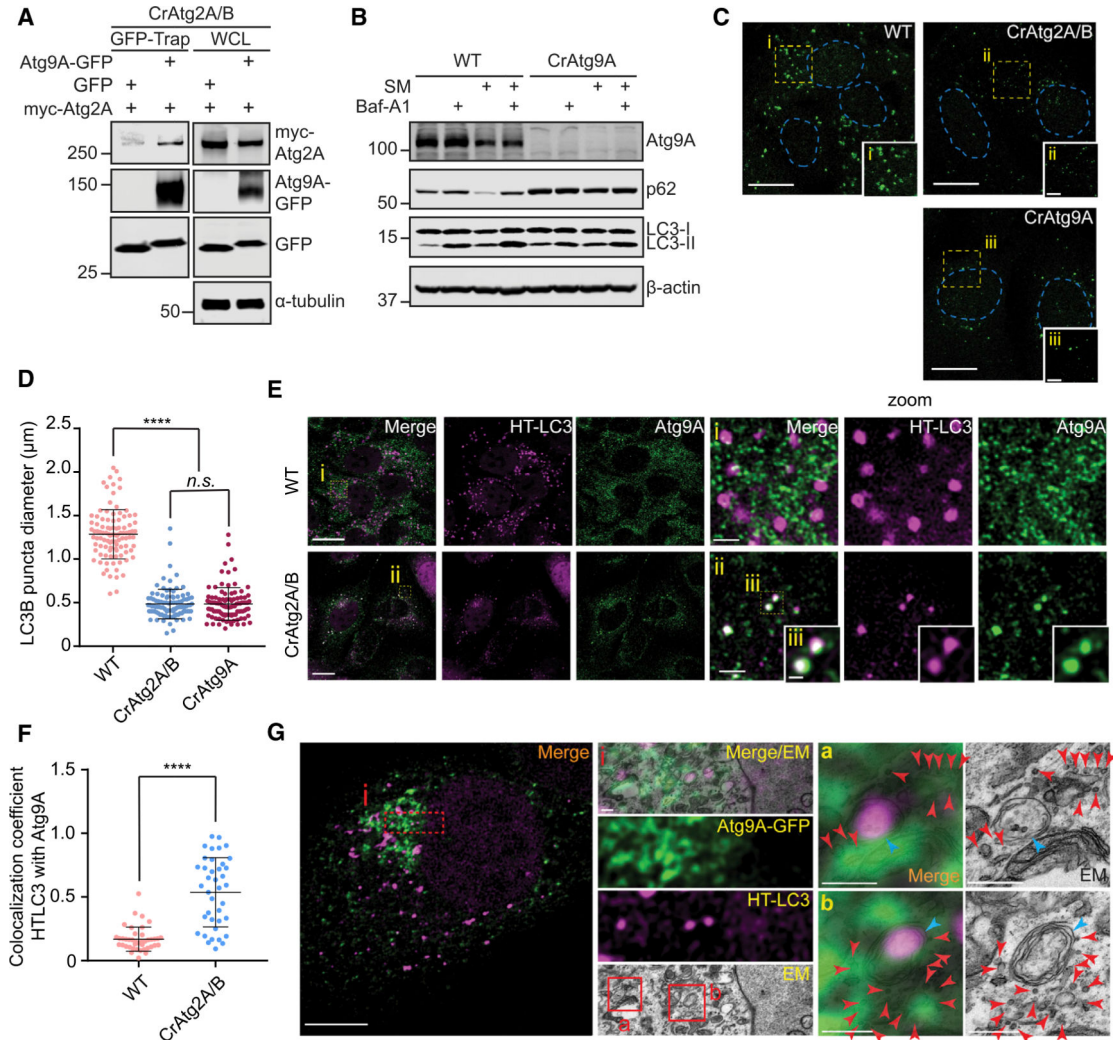 A
CrAtg2A/B
GFP-Trap WCL
Atg9A-GFP + +
GFP + +
myc-Atg2A + + + +
250
myc-Atg2A
150
Atg9A-GFP
GFP
25
50
α-tubulin
B
WT CrAtg9A
SM + + + +
Baf-A1 + + + +
100
Atg9A
50
p62
15
LC3-I
LC3-II
37
β-actin
C
WT
i
i
CrAtg2A/B
ii
ii
CrAtg9A
iii
iii
D
LC3B puncta diameter (μm)
2.5
2.0
1.5
1.0
0.5
0
****
n.s.
WT
CrAtg2A/B
CrAtg9A
E
zoom
Merge HT-LC3 Atg9A Merge HT-LC3 Atg9A
WT
i
i
CrAtg2A/B
ii
ii
iii
iii
F
Colocalization coefficient
HTLC3 with Atg9A
1.5
1.0
0.5
0
****
WT
CrAtg2A/B
G
Merge
i
i
Merge/EM
Atg9A-GFP
HT-LC3
EM
a
b
a
Merge
EM
b